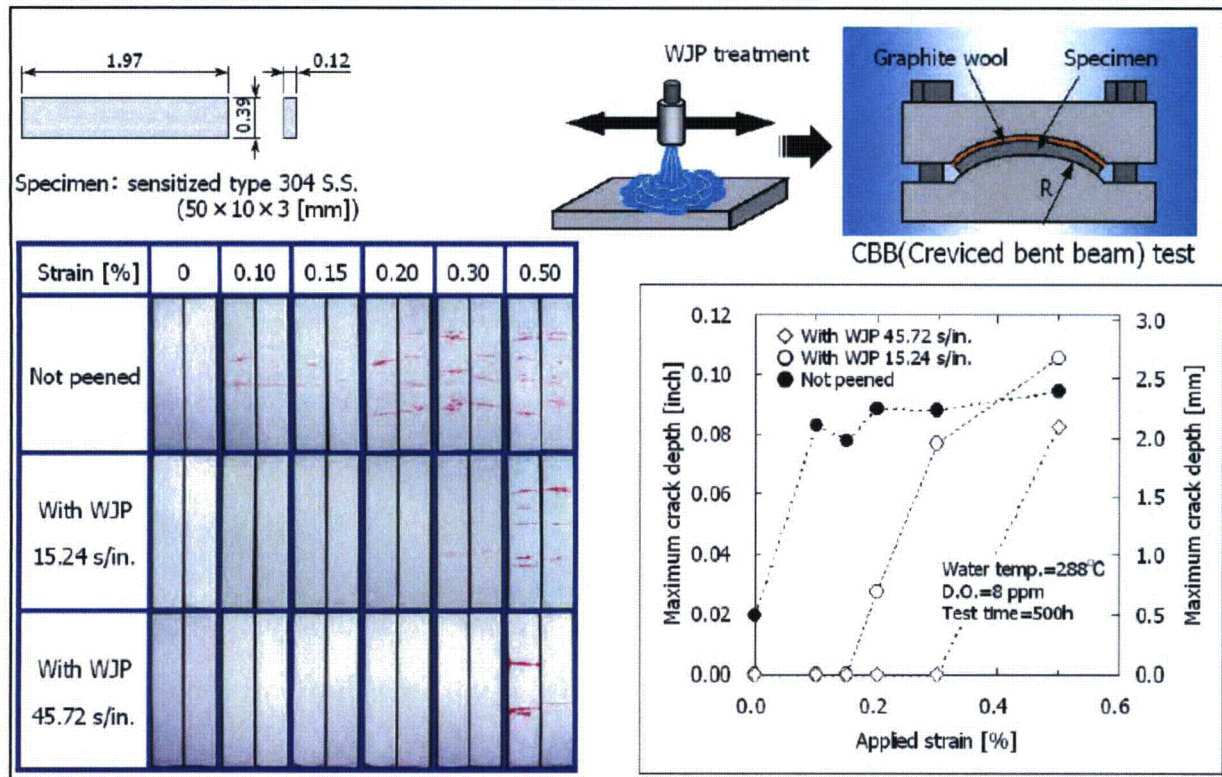 1.97
0.12
0.39
Specimen: sensitized type 304 S.S.
(50×10×3 [mm])
WJP treatment
Graphite wool
Specimen
R
CBB(Creviced bent beam) test
Strain [%] 0 0.10 0.15 0.20 0.30 0.50
Not peened
With WJP
15.24 s/in.
With WJP
45.72 s/in.
Maximum crack depth [inch]
0.12
0.10
0.08
0.06
0.04
0.02
0.00
◇ With WJP 45.72 s/in.
○ With WJP 15.24 s/in.
● Not peened
Water temp.=288°C
D.O.=8 ppm
Test time=500h
3.0
2.5
2.0
1.5
1.0
0.5
0.0
Maximum crack depth [mm]
0.0 0.2 0.4 0.6
Applied strain [%]